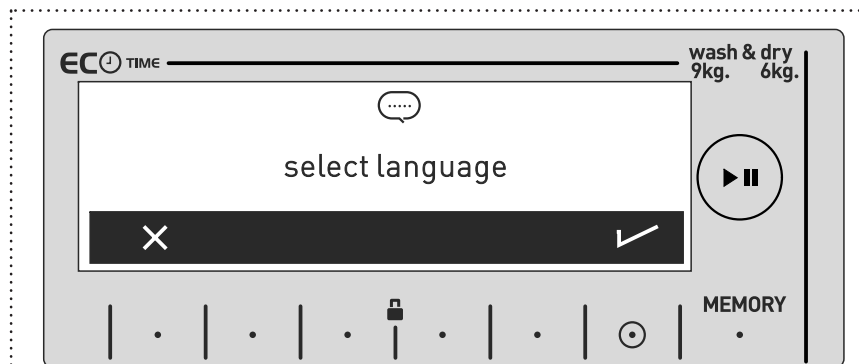 ECO TIME
wash & dry
9kg. 6kg.
select language
MEMORY